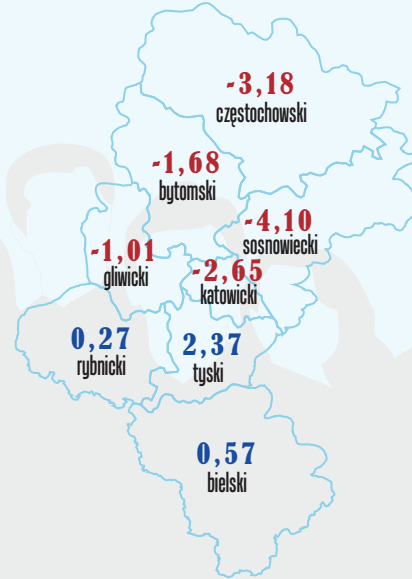 -3,18
częstochowski
-1,68
bytomski
-4,10
sosnowiecki
-1,01
gliwicki
-2,65
katowicki
0,27
rybnicki
2,37
tyski
0,57
bielski